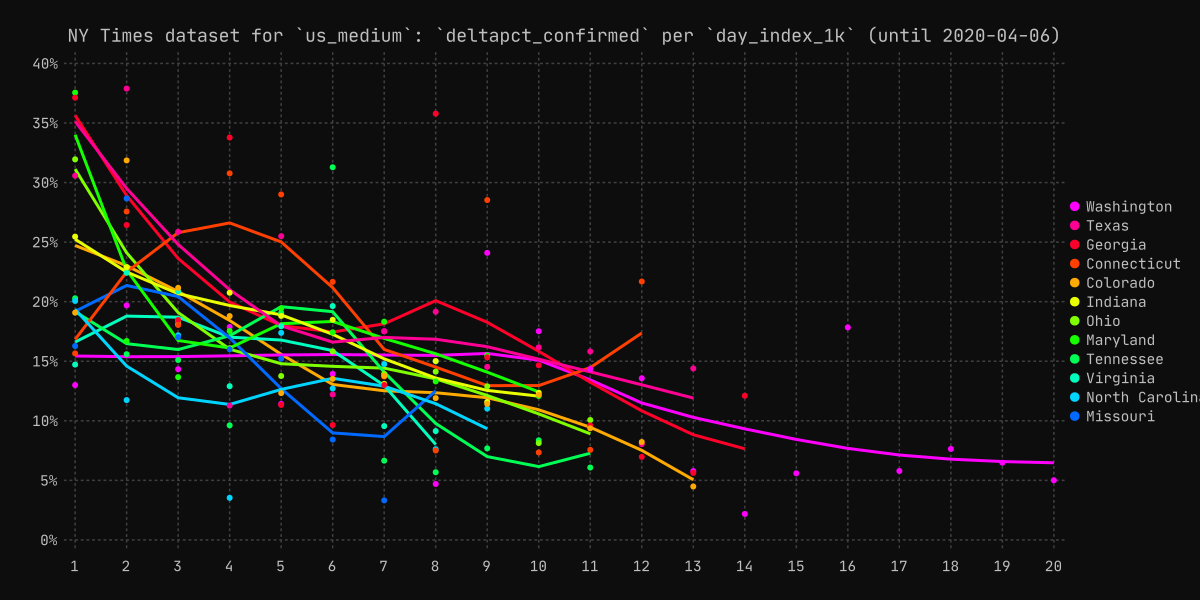 NY Times dataset for `us_medium`: `deltapct_confirmed` per `day_index_1k` (until 2020-04-06)
40%
35%
30%
25%
20%
15%
10%
5%
0%
1 2 3 4 5 6 7 8 9 10 11 12 13 14 15 16 17 18 19 20
Washington
Texas
Georgia
Connecticut
Colorado
Indiana
Ohio
Maryland
Tennessee
Virginia
North Carolina
Missouri